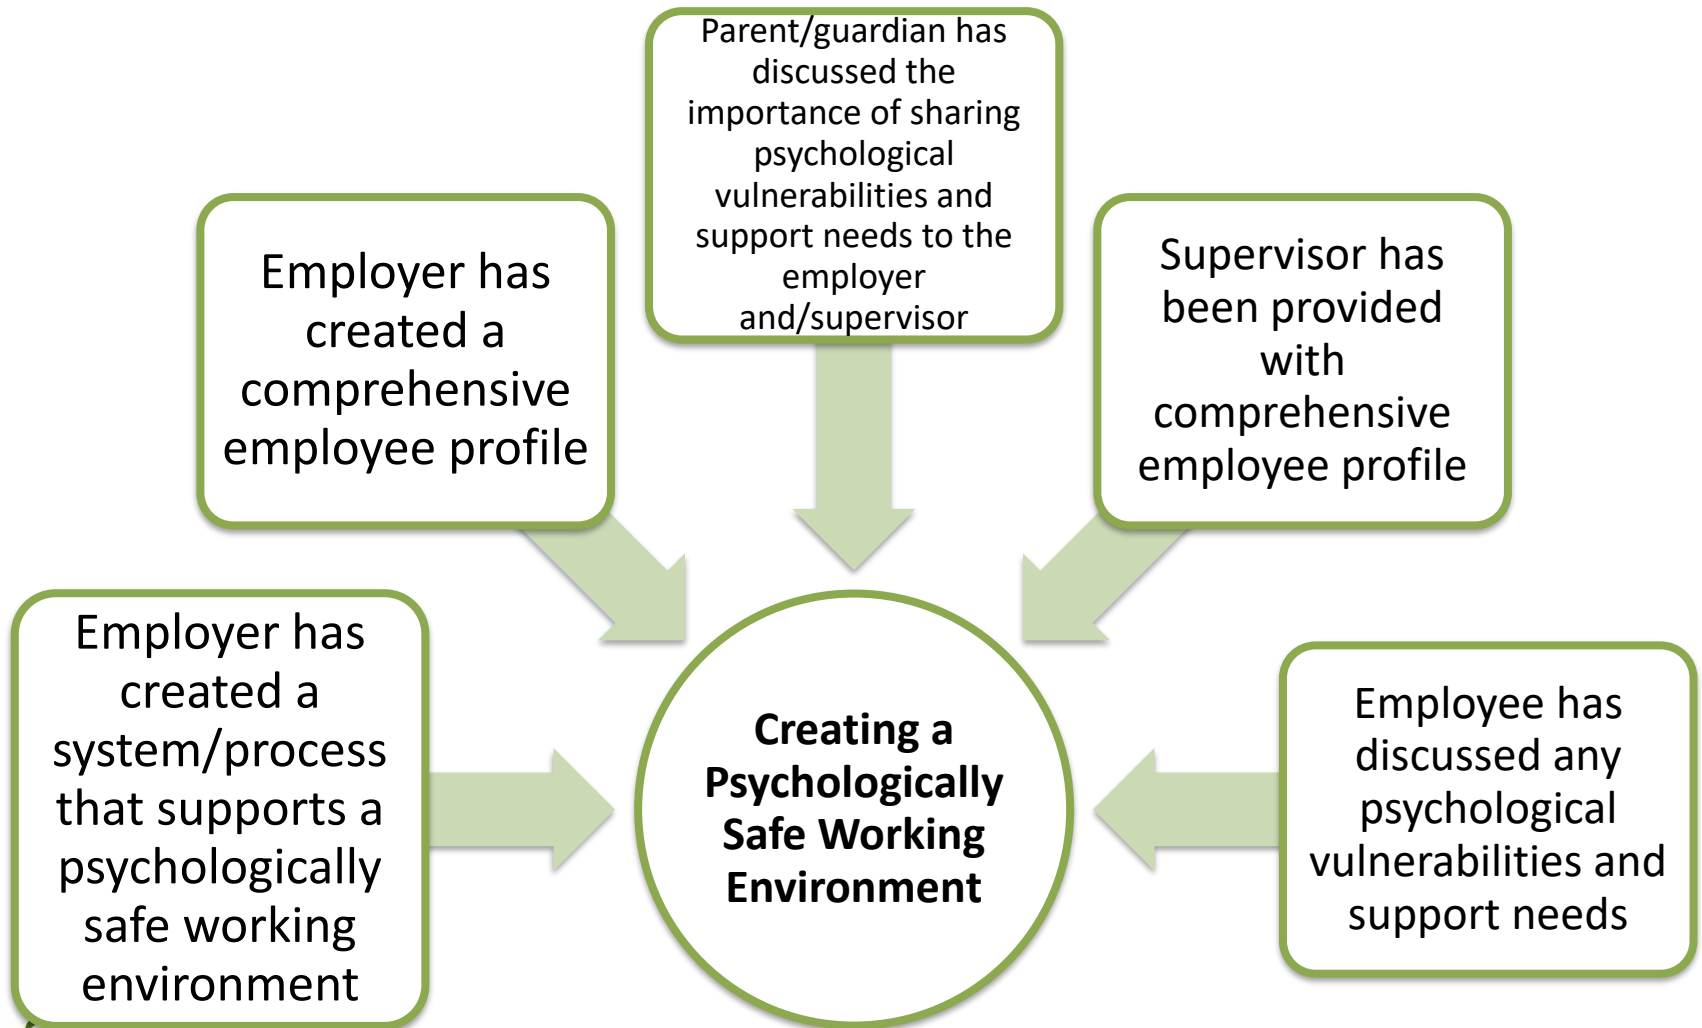 Parent/guardian has
discussed the
importance of sharing
psychological
vulnerabilities and
support needs to the
employer
and/supervisor
Employer has
created a
comprehensive
employee profile
Supervisor has
been provided
with
comprehensive
employee profile
Employer has
created a
system/process
that supports a
psychologically
safe working
environment
Creating a
Psychologically
Safe Working
Environment
Employee has
discussed any
psychological
vulnerabilities and
support needs